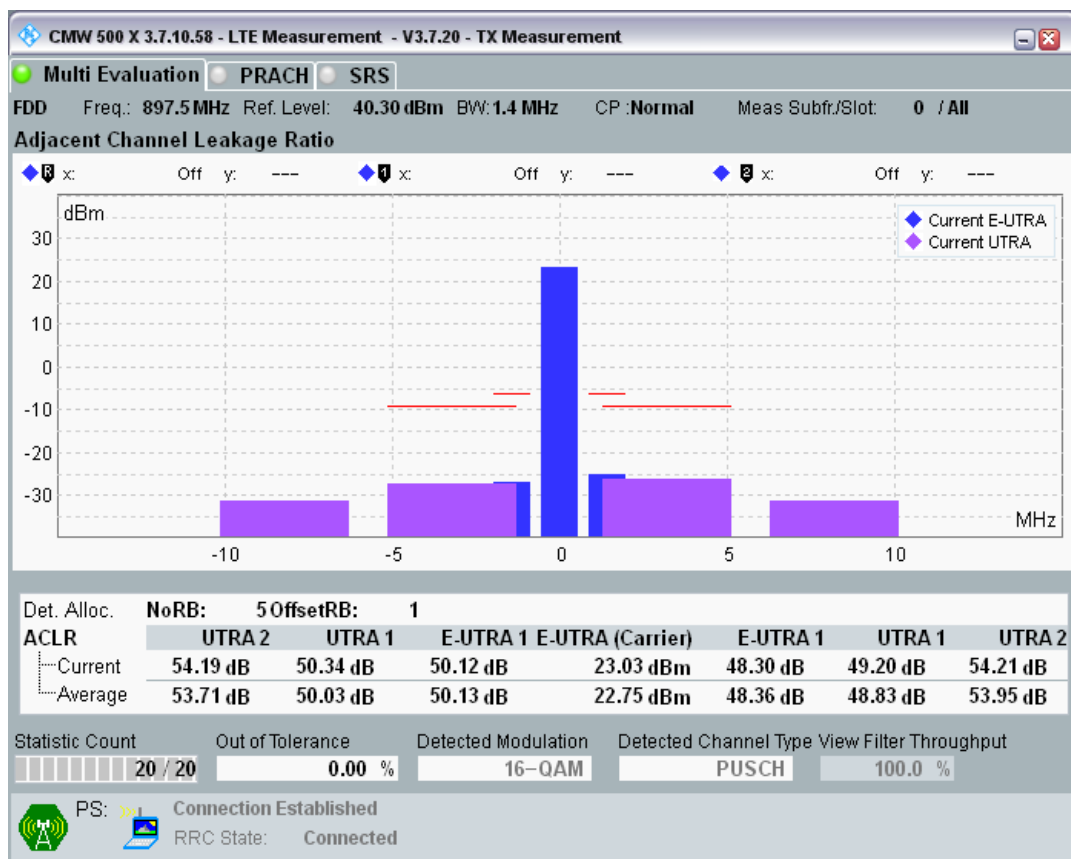 CMW 500 X 3.7.10.58 - LTE Measurement - V3.7.20 - TX Measurement
Multi Evaluation PRACH SRS
FDD Freq.: 897.5 MHz Ref. Level: 40.30 dBm BW: 1.4 MHz CP :Normal Meas Subfr./Slot: 0 / All
Adjacent Channel Leakage Ratio
R x: Off y: --- 1 x: Off y: --- 2 x: Off y: ---
dBm
Current E-UTRA
Current UTRA
30
20
10
0
-10
-20
-30
MHz
-10 -5 0 5 10
Det. Alloc. NoRB: 5 OffsetRB: 1
ACLR UTRA 2 UTRA 1 E-UTRA 1 E-UTRA (Carrier) E-UTRA 1 UTRA 1 UTRA 2
Current 54.19 dB 50.34 dB 50.12 dB 23.03 dBm 48.30 dB 49.20 dB 54.21 dB
Average 53.71 dB 50.03 dB 50.13 dB 22.75 dBm 48.36 dB 48.83 dB 53.95 dB
Statistic Count Out of Tolerance Detected Modulation Detected Channel Type View Filter Throughput
20 / 20 0.00 % 16-QAM PUSCH 100.0 %
PS: Connection Established
RRC State: Connected